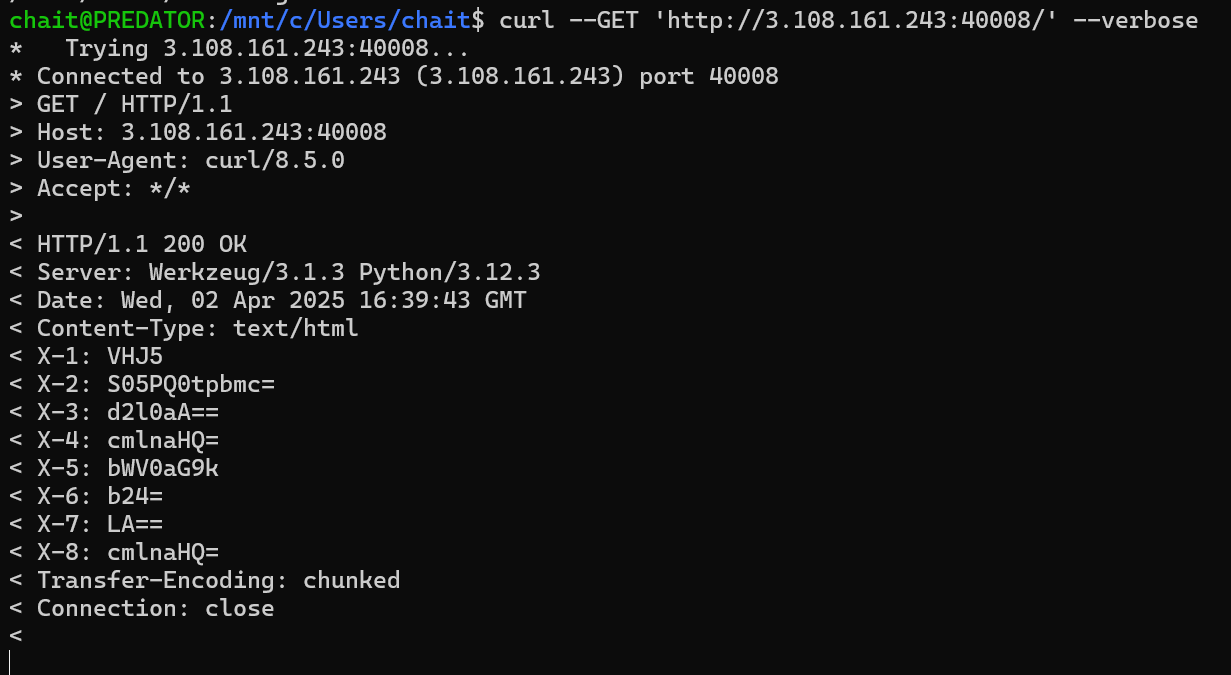 chait@PREDATOR:/mnt/c/Users/chait$ curl --GET 'http://3.108.161.243:40008/' --verbose
*   Trying 3.108.161.243:40008...
* Connected to 3.108.161.243 (3.108.161.243) port 40008
> GET / HTTP/1.1
> Host: 3.108.161.243:40008
> User-Agent: curl/8.5.0
> Accept: */*
>
< HTTP/1.1 200 OK
< Server: Werkzeug/3.1.3 Python/3.12.3
< Date: Wed, 02 Apr 2025 16:39:43 GMT
< Content-Type: text/html
< X-1: VHJ5
< X-2: S05PQ0tpbmc=
< X-3: d2l0aA==
< X-4: cmlnaHQ=
< X-5: bWV0aG9k
< X-6: b24=
< X-7: LA==
< X-8: cmlnaHQ=
< Transfer-Encoding: chunked
< Connection: close
<